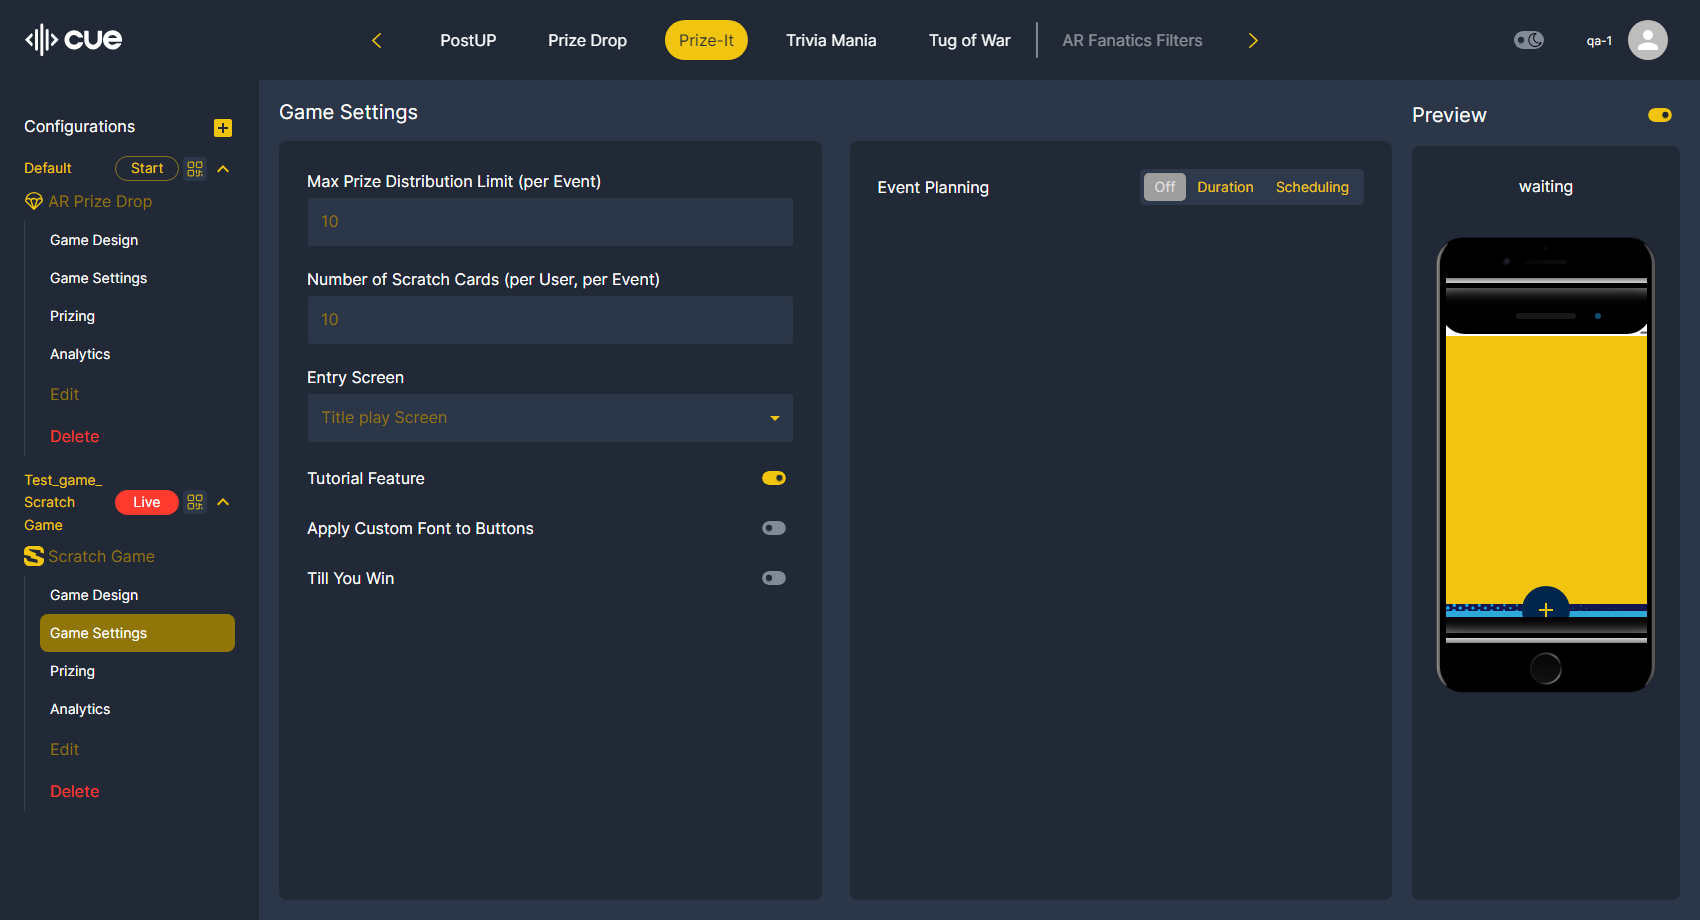 cue
PostUP
Prize Drop
Prize-It
Trivia Mania
Tug of War
AR Fanatics Filters
qa-1
Configurations
Default
Start
AR Prize Drop
Game Design
Game Settings
Prizing
Analytics
Edit
Delete
Test_game_
Scratch
Game
Live
Scratch Game
Game Design
Game Settings
Prizing
Analytics
Edit
Delete
Game Settings
Max Prize Distribution Limit (per Event)
10
Number of Scratch Cards (per User, per Event)
10
Entry Screen
Title play Screen
Tutorial Feature
Apply Custom Font to Buttons
Till You Win
Event Planning
Off
Duration
Scheduling
Preview
waiting